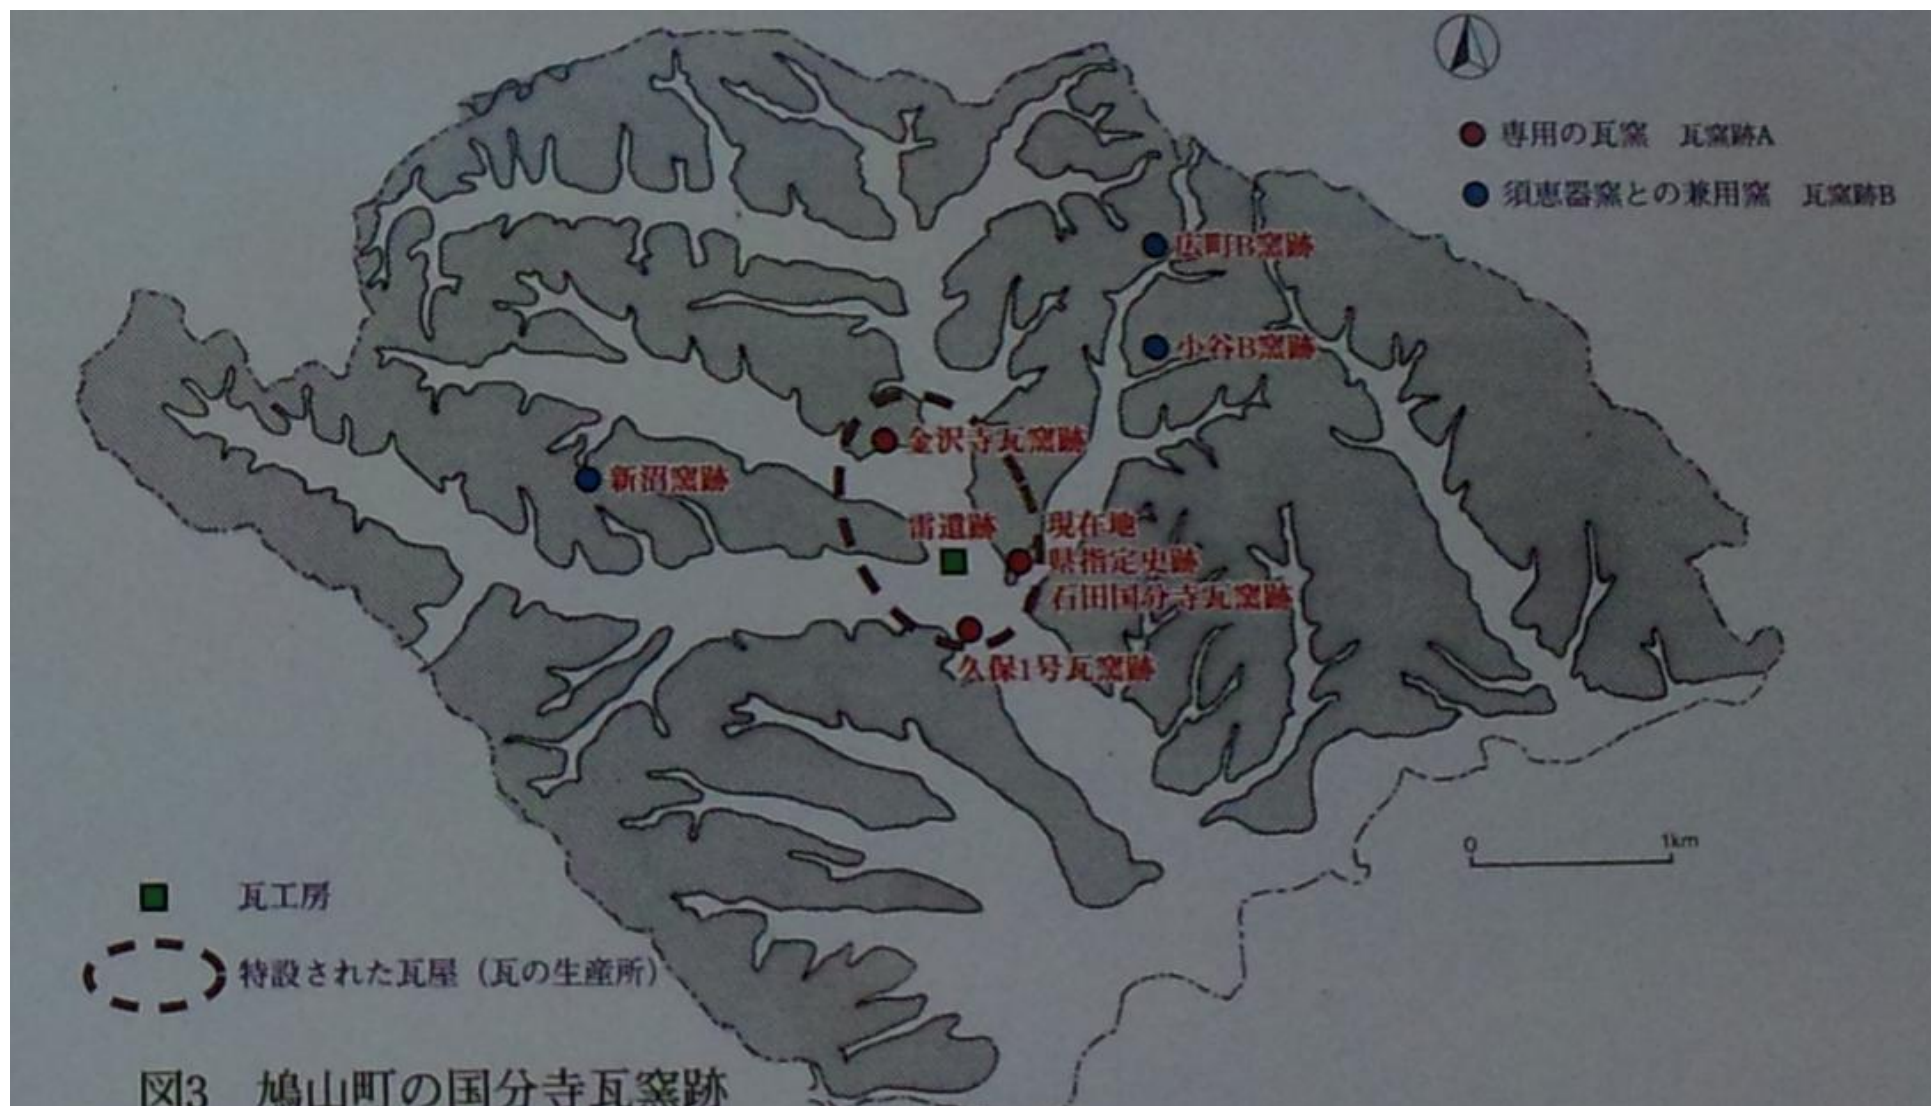 専用の瓦窯 瓦窯跡A
須恵器窯との兼用窯 瓦窯跡B
広町B窯跡
小谷B窯跡
金沢寺瓦窯跡
新沼窯跡
雷遺跡
現在地
県指定史跡
石田国分寺瓦窯跡
久保1号瓦窯跡
0 1km
瓦工房
特設された瓦屋(瓦の生産所)
図3 鳩山町の国分寺瓦窯跡